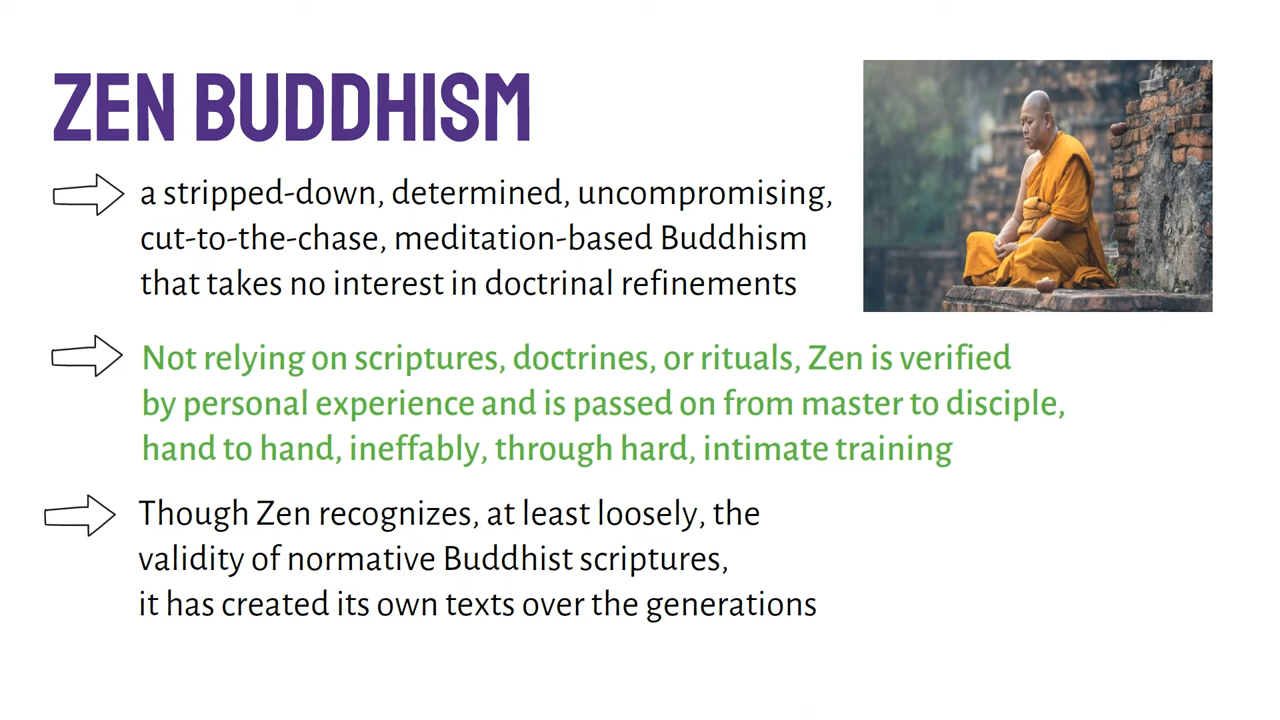 ZEN BUDDHISM
a stripped-down, determined, uncompromising,
cut-to-the-chase, meditation-based Buddhism
that takes no interest in doctrinal refinements
Not relying on scriptures, doctrines, or rituals, Zen is verified
by personal experience and is passed on from master to disciple,
hand to hand, ineffably, through hard, intimate training
Though Zen recognizes, at least loosely, the
validity of normative Buddhist scriptures,
it has created its own texts over the generations